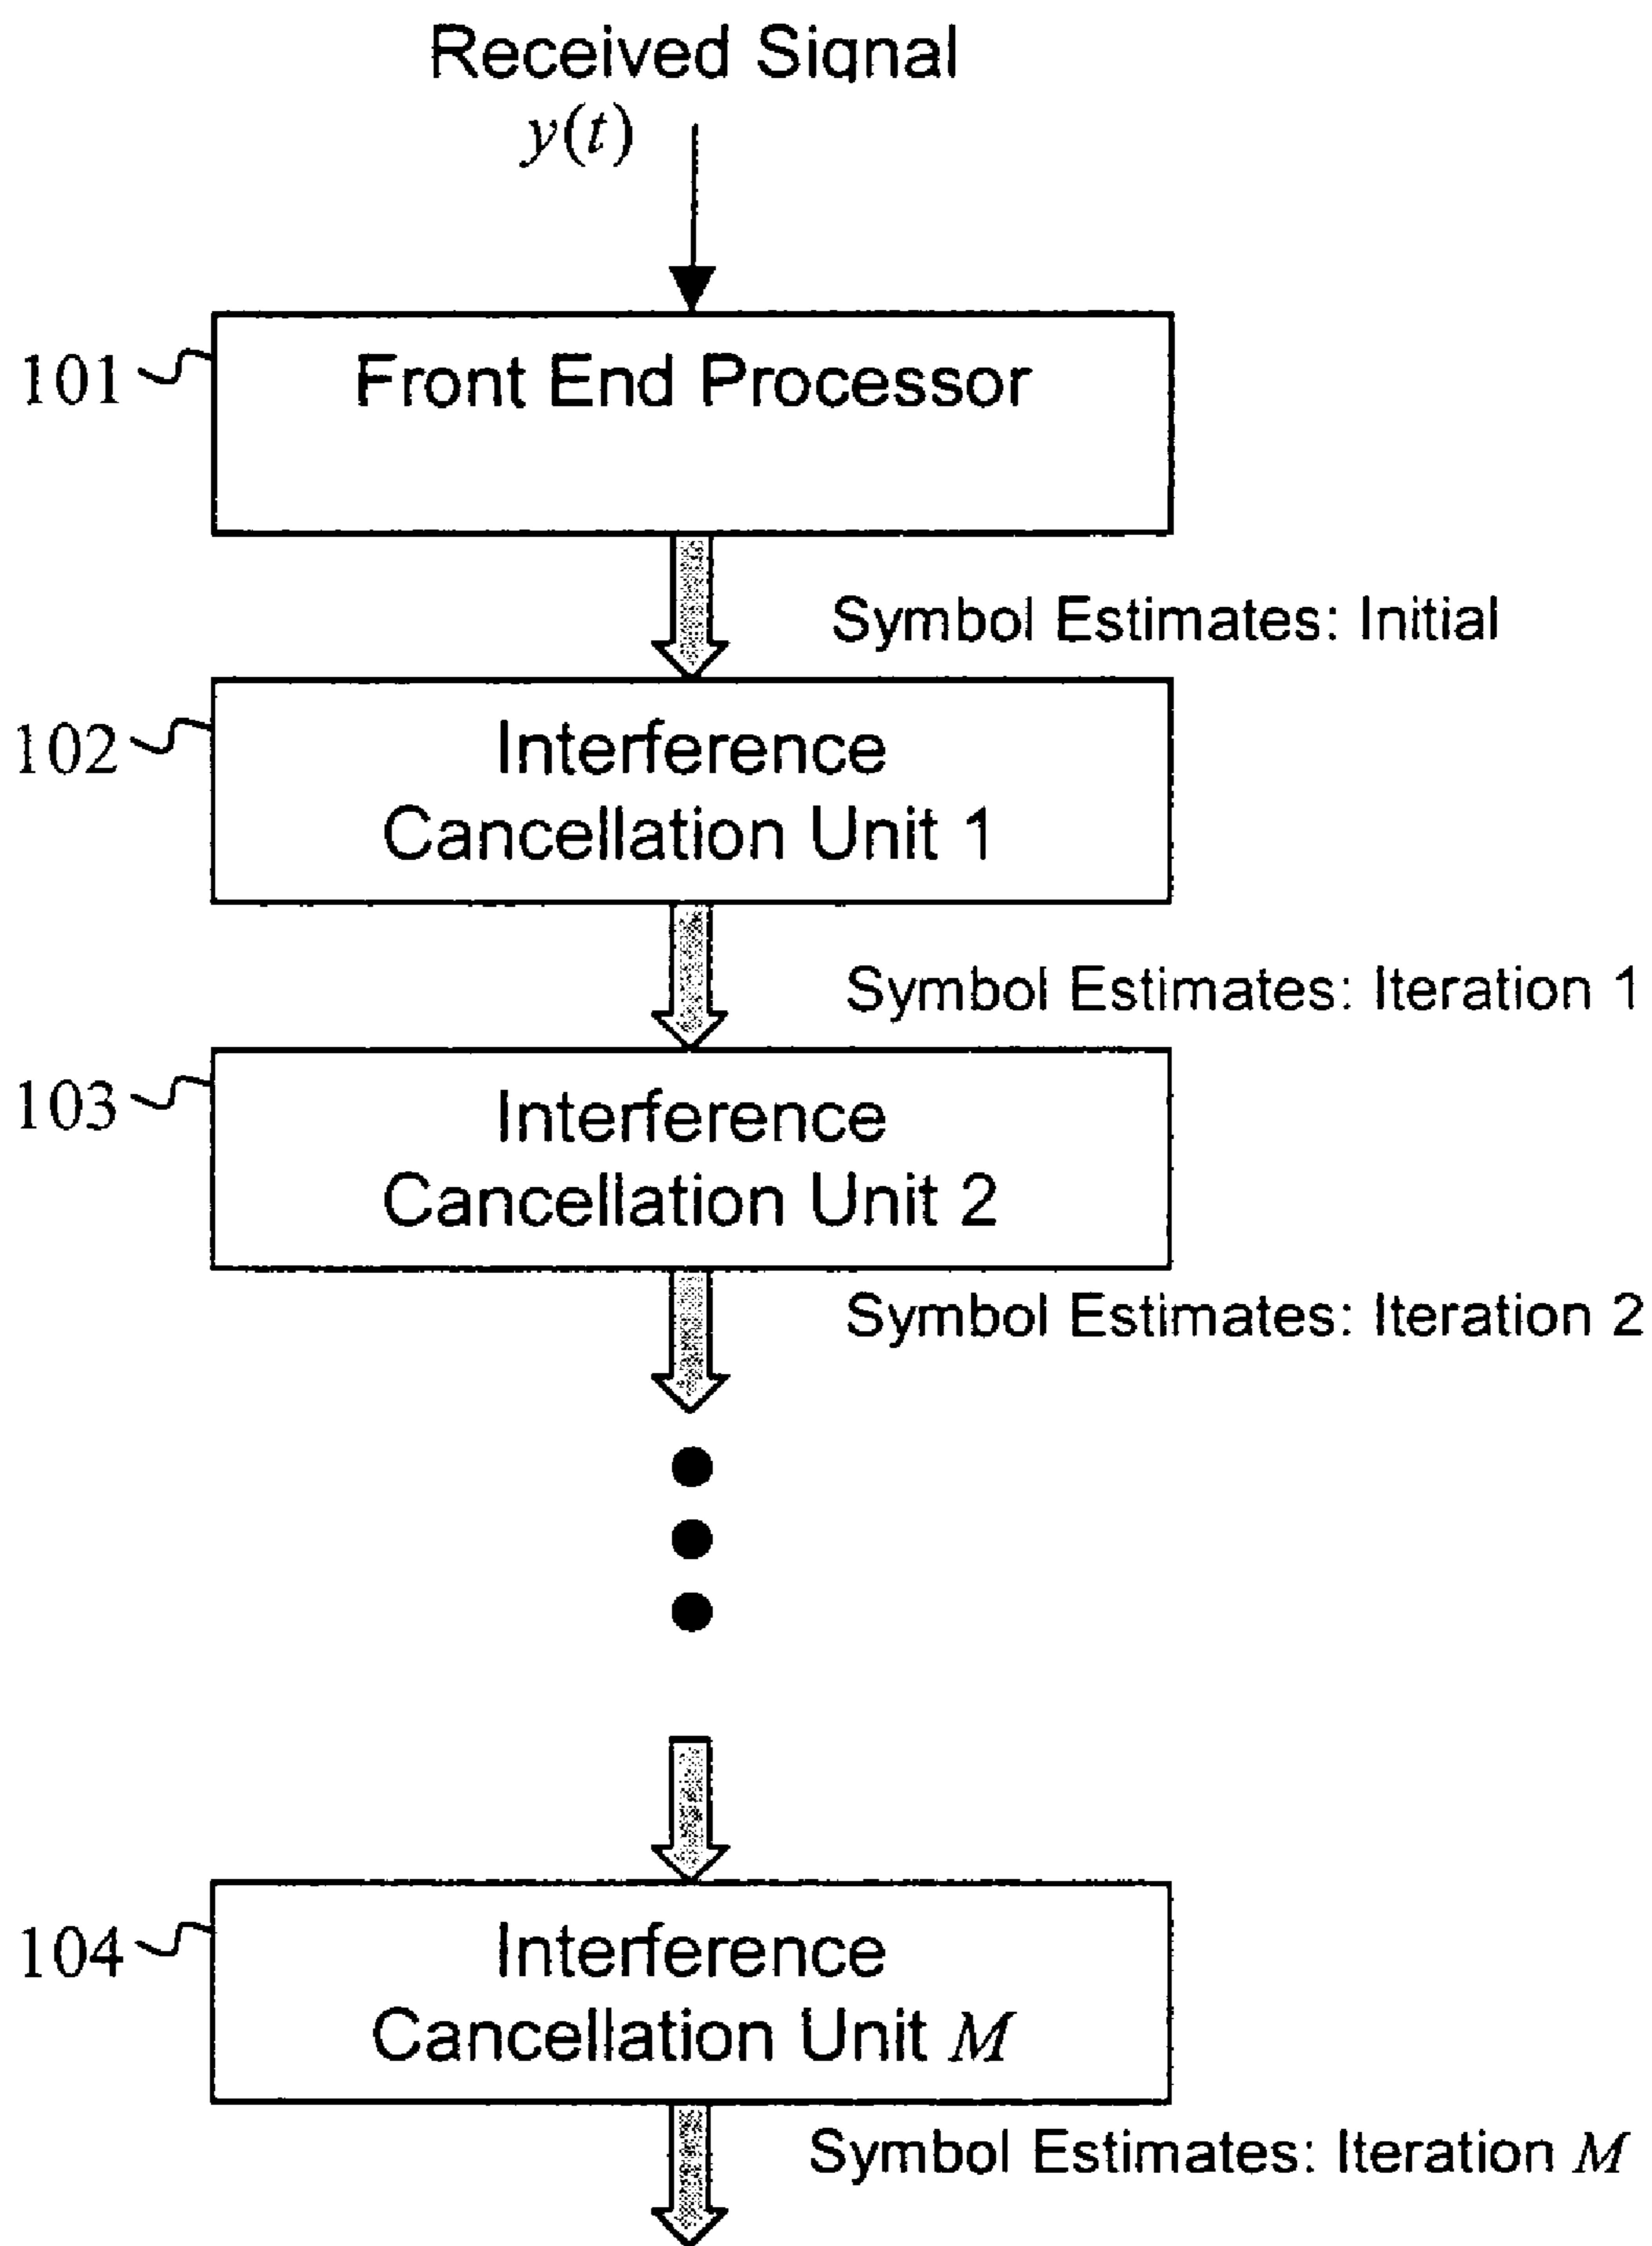 Received Signal
y(t)
101
Front End Processor
Symbol Estimates: Initial
102
Interference
Cancellation Unit 1
Symbol Estimates: Iteration 1
103
Interference
Cancellation Unit 2
Symbol Estimates: Iteration 2
104
Interference
Cancellation Unit M
Symbol Estimates: Iteration M